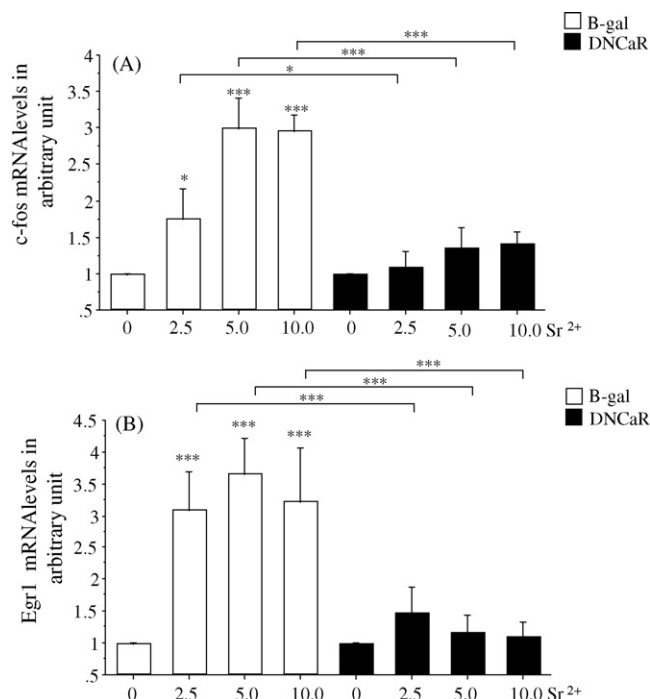 B-gal
DNCaR
***
***
*
(A)
c-fos mRNAlevels in
arbitrary unit
4
3.5
3
2.5
2
1.5
1
.5
*
***
***
0 2.5 5.0 10.0 0 2.5 5.0 10.0 Sr 2+
***
***
***
B-gal
DNCaR
(B)
Egr1 mRNAlevels in
arbitrary unit
4.5
4
3.5
3
2.5
2
1.5
1
.5
***
***
***
0 2.5 5.0 10.0 0 2.5 5.0 10.0 Sr 2+